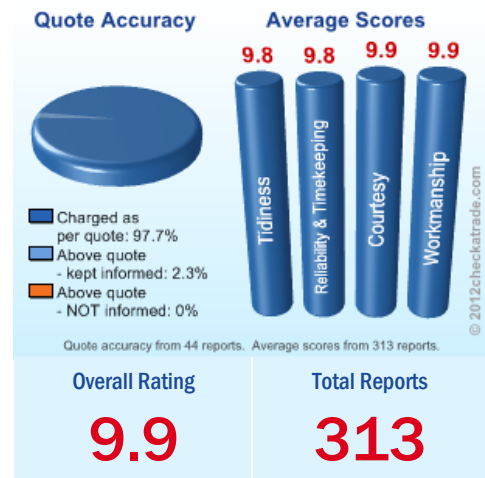 Quote Accuracy
Average Scores
9.8 9.8 9.9 9.9
Tidiness
Reliability & Timekeeping
Courtesy
Workmanship
Charged as
per quote: 97.7%
Above quote
- kept informed: 2.3%
Above quote
- NOT informed: 0%
© 2012checkatrade.com
Quote accuracy from 44 reports. Average scores from 313 reports.
Overall Rating
9.9
Total Reports
313